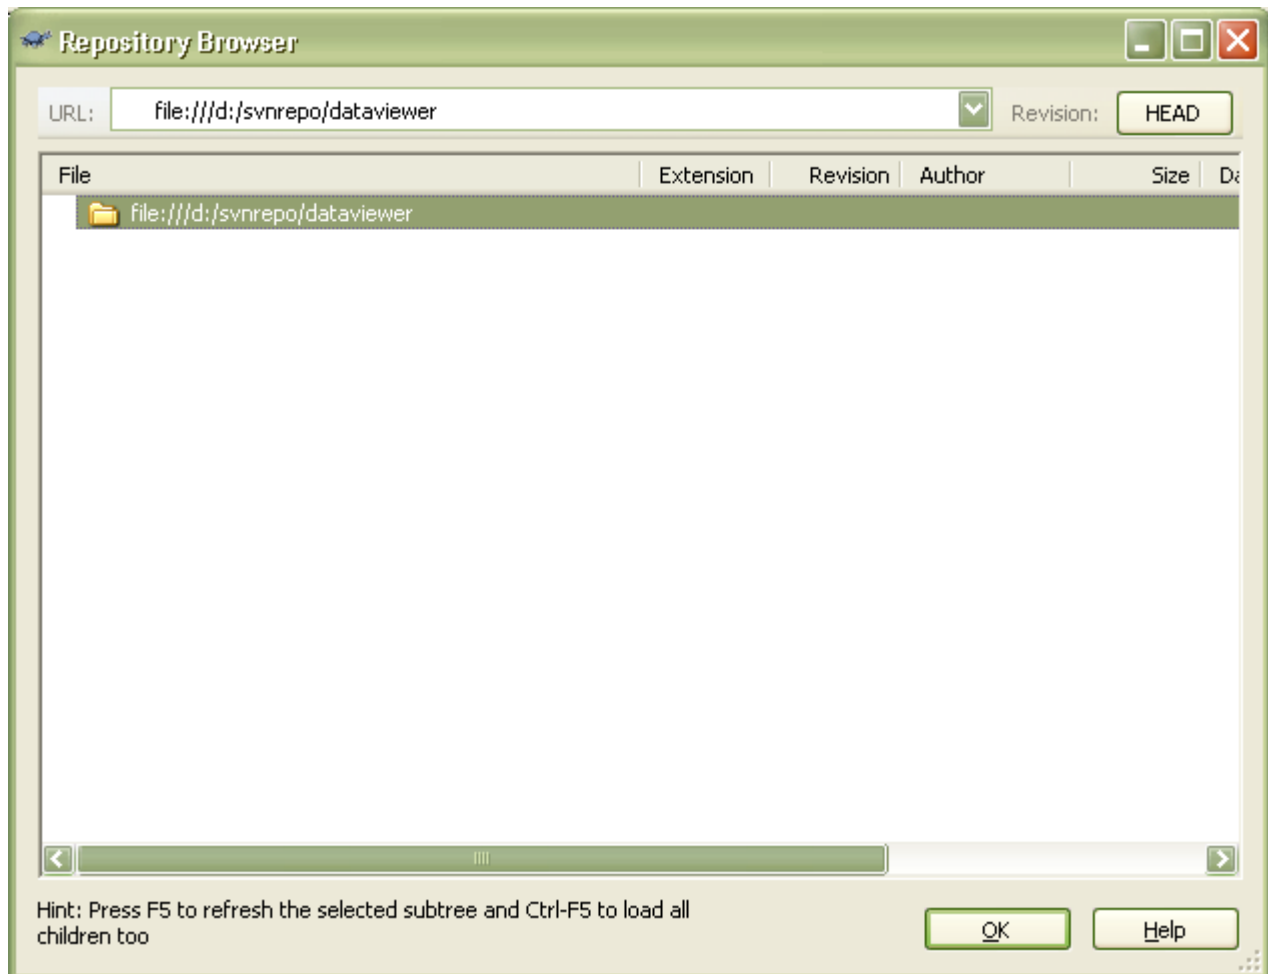 Repository Browser
URL: file:///d:/svnrepo/dataviewer Revision: HEAD
File Extension Revision Author Size Da
file:///d:/svnrepo/dataviewer
Hint: Press F5 to refresh the selected subtree and Ctrl-F5 to load all
children too
OK Help